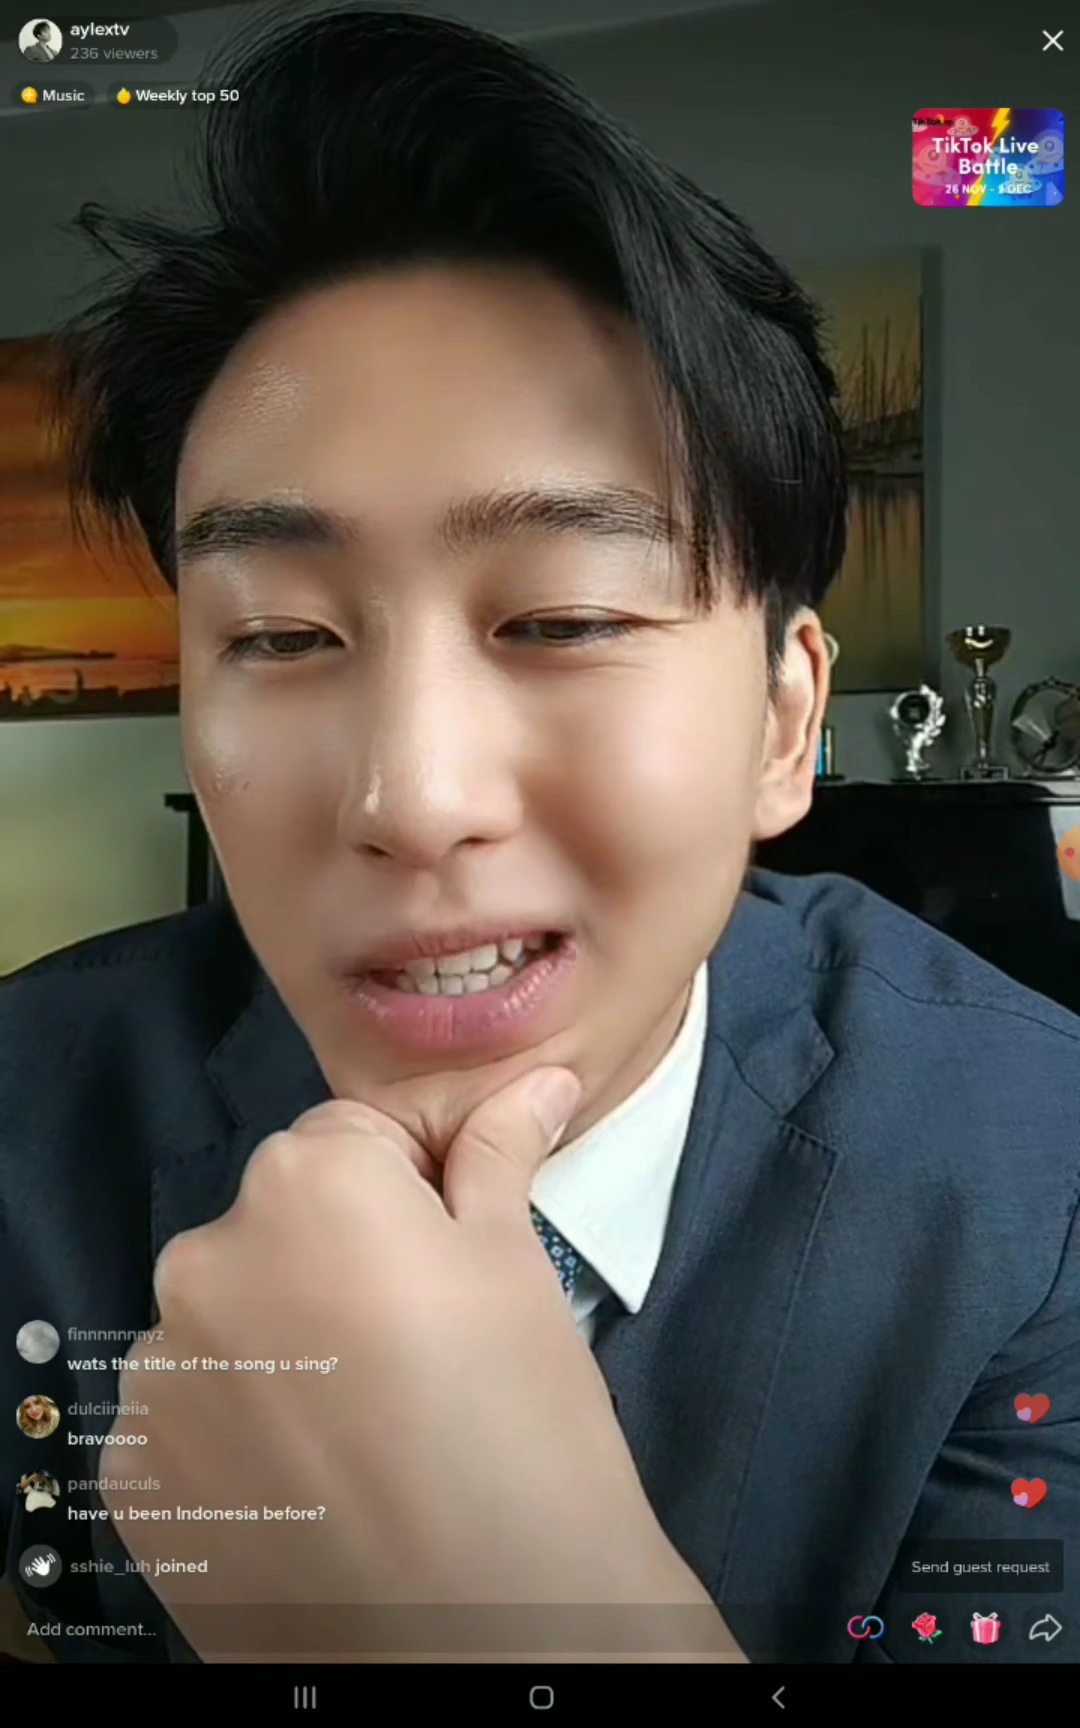 aylextv
236 viewers
Music
Weekly top 50
TikTok Live
Battle
26 NOV - 9 DEC
finnnnnnnyz
wats the title of the song u sing?
dulciineiia
bravoooo
pandauculs
have u been Indonesia before?
sshie_luh joined
Send guest request
Add comment...